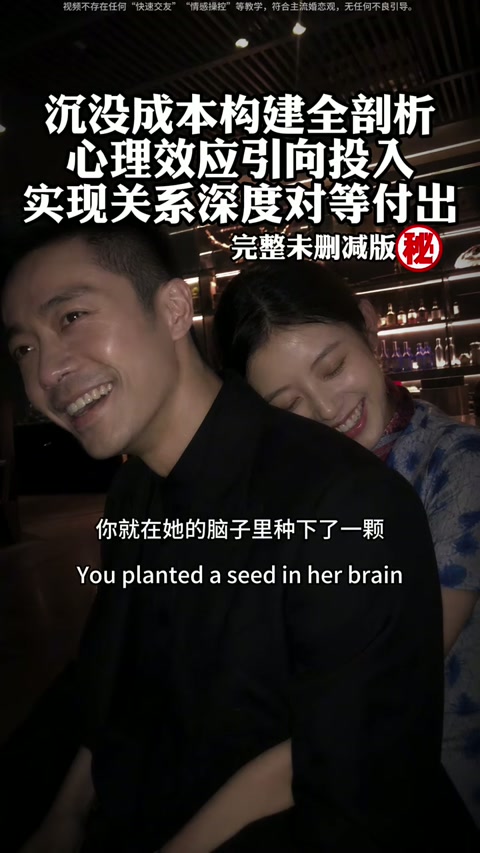 视频不存在任何“快速交友”“情感操控”等教学，符合主流婚恋观，无任何不良引导。
沉没成本构建全剖析
心理效应引向投入
实现关系深度对等付出
完整未删减版 秘
你就在她的脑子里种下了一颗
You planted a seed in her brain